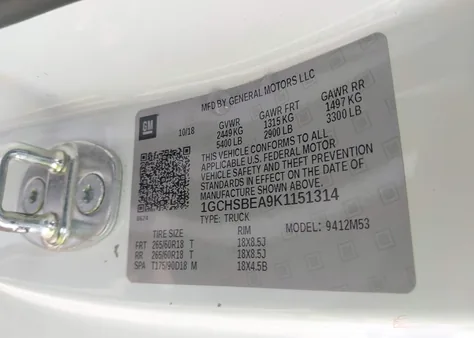 MFD BY GENERAL MOTORS LLC
GM
10/18
GVWR GAWR FRT GAWR RR
2449 KG 1315 KG 1497 KG
5400 LB 2900 LB 3300 LB
THIS VEHICLE CONFORMS TO ALL
APPLICABLE U.S. FEDERAL MOTOR
VEHICLE SAFETY AND THEFT PREVENTION
STANDARDS IN EFFECT ON THE DATE OF
MANUFACTURE SHOWN ABOVE.
1GCHSBEA9K1151314
TYPE: TRUCK MODEL: 9412M53
TIRE SIZE RIM
FRT 265/60R18 T 18X8.5J
RR 265/60R18 T 18X8.5J
SPA T175/90D18 M 18X4.5B